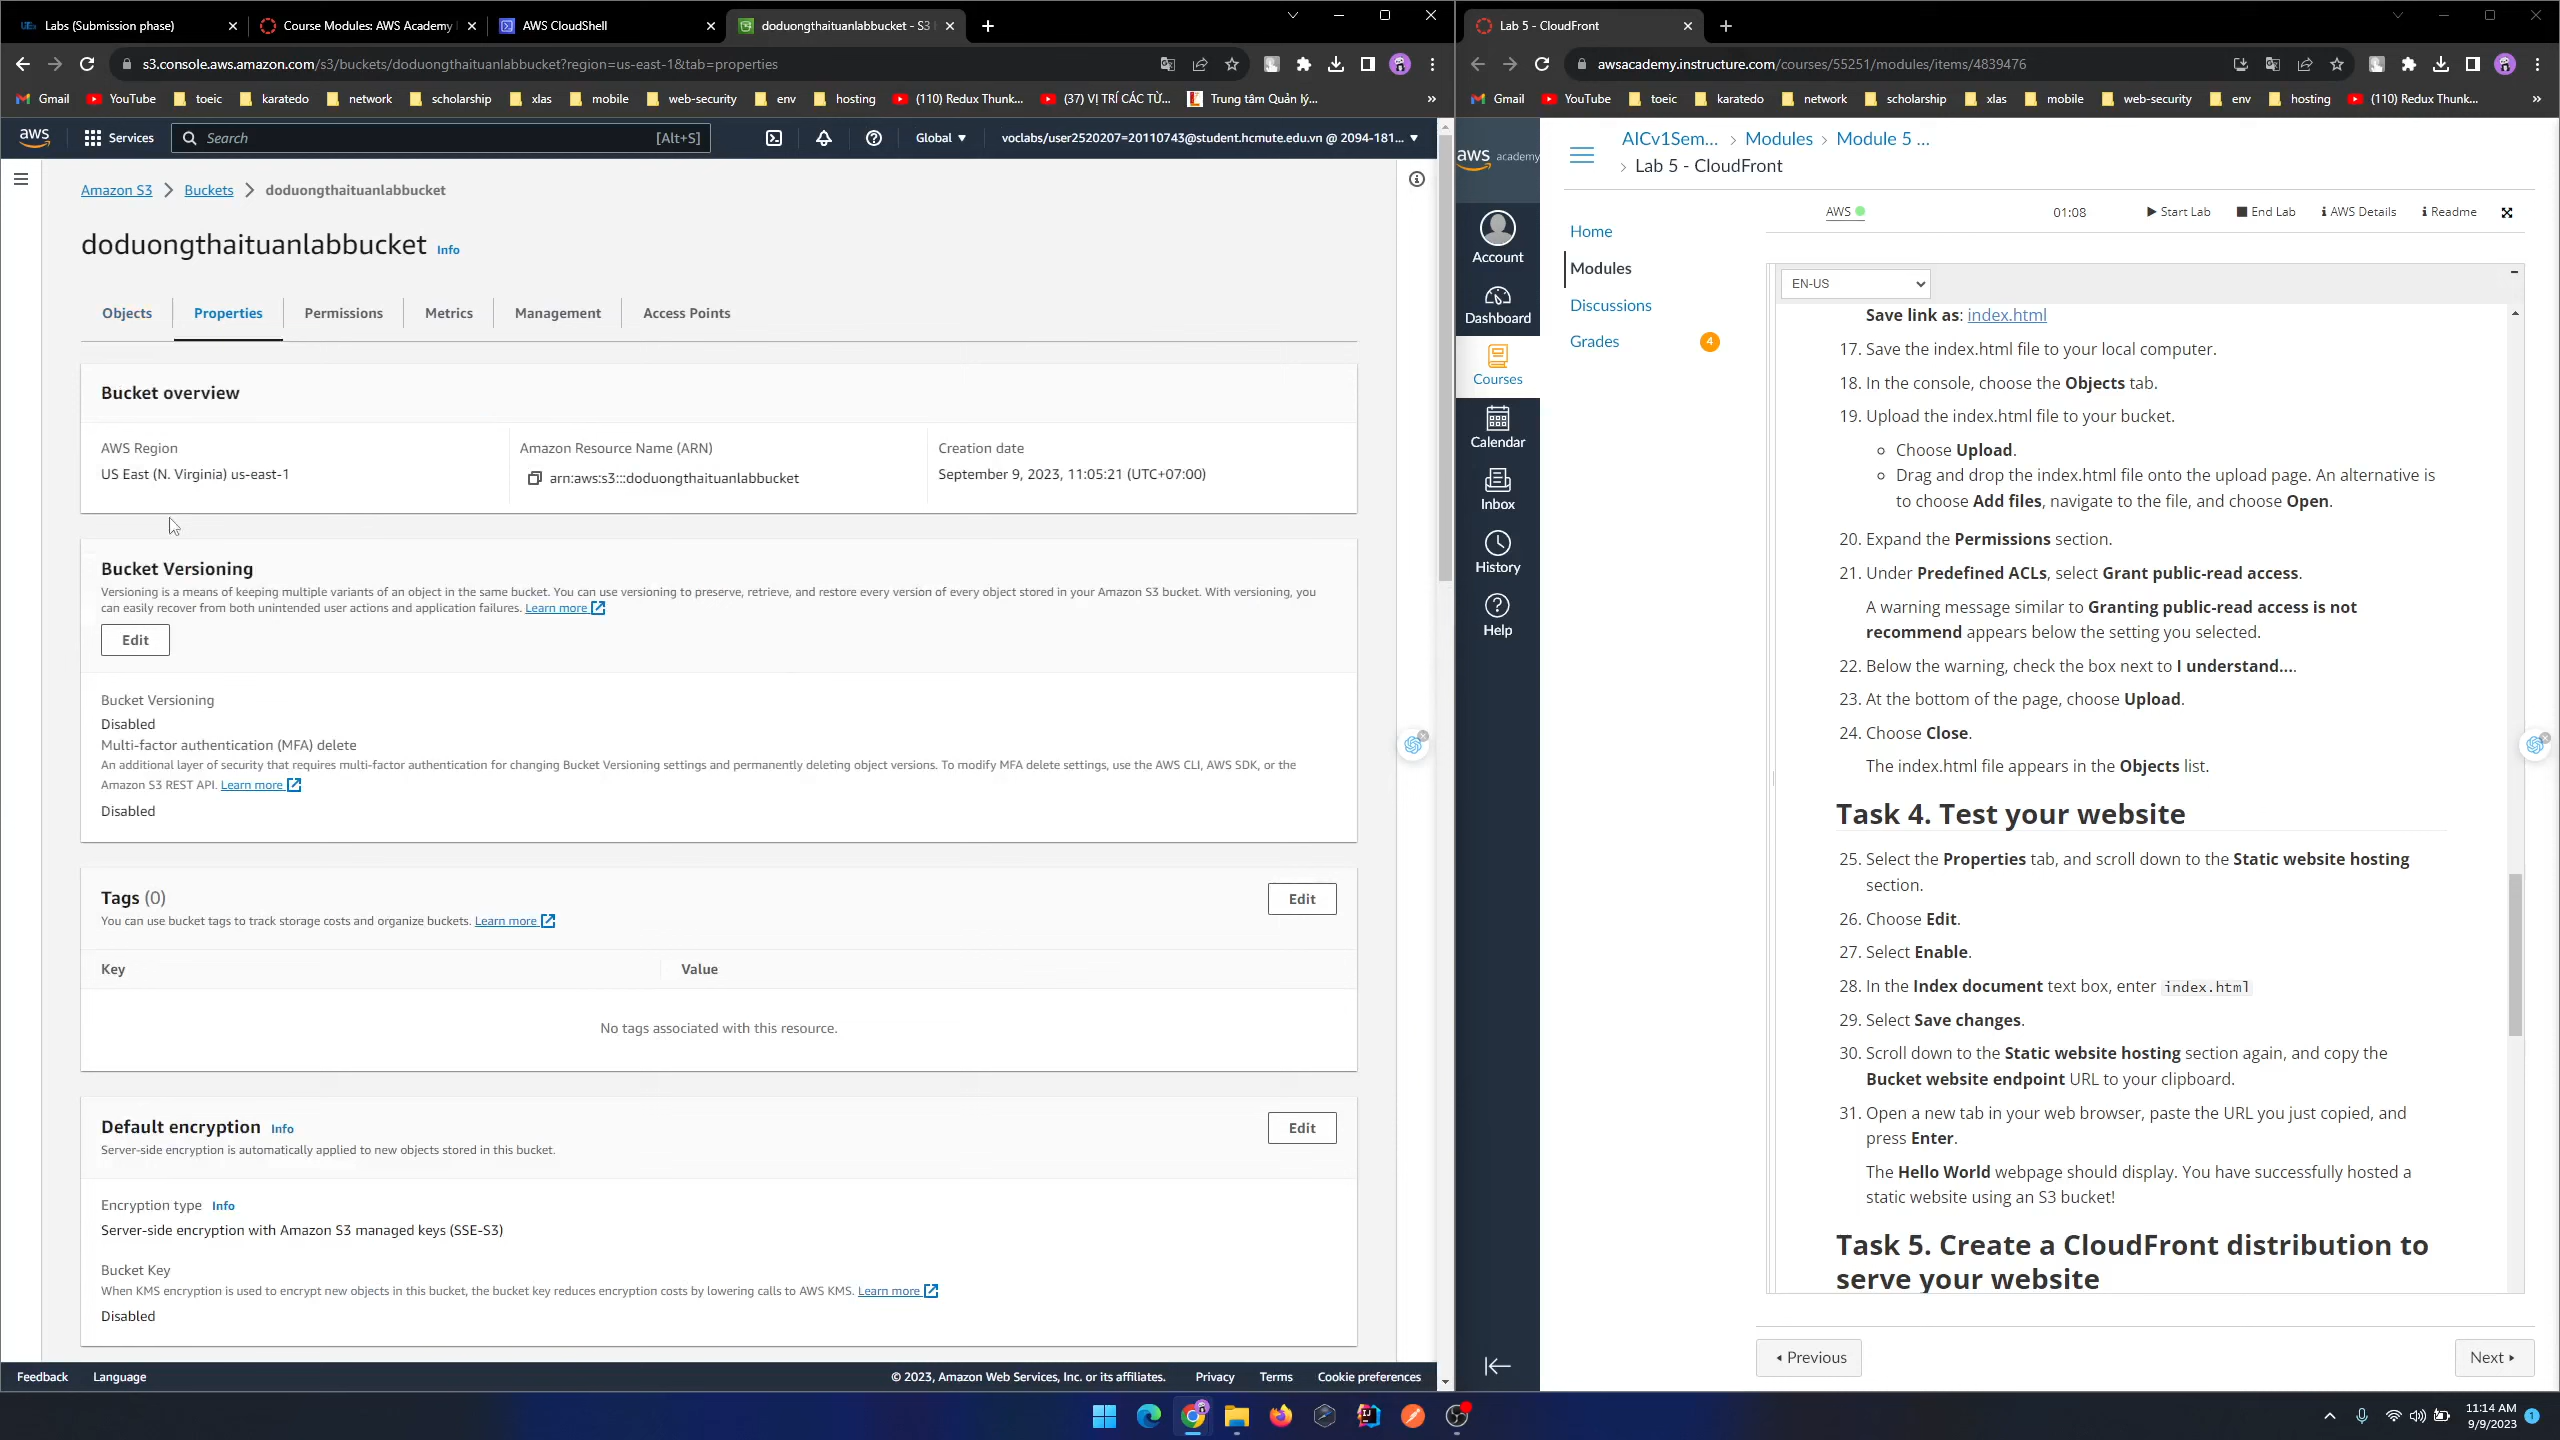 Labs (Submission phase)
Course Modules: AWS Academy
AWS CloudShell
doduongthaituanlabbucket - S3
s3.console.aws.amazon.com/s3/buckets/doduongthaituanlabbucket?region=us-east-1&tab=properties
Gmail YouTube toeic karatedo network scholarship xlas mobile web-security env hosting (110) Redux Thunk... (37) VỊ TRÍ CÁC TỪ... Trung tâm Quản lý... »
aws Services Search [Alt+S] Global voclabs/user2520207=20110743@student.hcmute.edu.vn @ 2094-181...
Amazon S3 > Buckets > doduongthaituanlabbucket
doduongthaituanlabbucket Info
Objects Properties Permissions Metrics Management Access Points
Bucket overview
AWS Region
US East (N. Virginia) us-east-1
Amazon Resource Name (ARN)
arn:aws:s3:::doduongthaituanlabbucket
Creation date
September 9, 2023, 11:05:21 (UTC+07:00)
Bucket Versioning
Versioning is a means of keeping multiple variants of an object in the same bucket. You can use versioning to preserve, retrieve, and restore every version of every object stored in your Amazon S3 bucket. With versioning, you
can easily recover from both unintended user actions and application failures. Learn more
Edit
Bucket Versioning
Disabled
Multi-factor authentication (MFA) delete
An additional layer of security that requires multi-factor authentication for changing Bucket Versioning settings and permanently deleting object versions. To modify MFA delete settings, use the AWS CLI, AWS SDK, or the
Amazon S3 REST API. Learn more
Disabled
Tags (0)
Edit
You can use bucket tags to track storage costs and organize buckets. Learn more
Key Value
No tags associated with this resource.
Default encryption Info
Edit
Server-side encryption is automatically applied to new objects stored in this bucket.
Encryption type Info
Server-side encryption with Amazon S3 managed keys (SSE-S3)
Bucket Key
When KMS encryption is used to encrypt new objects in this bucket, the bucket key reduces encryption costs by lowering calls to AWS KMS. Learn more
Disabled
Feedback Language © 2023, Amazon Web Services, Inc. or its affiliates. Privacy Terms Cookie preferences
Lab 5 - CloudFront
awsacademy.instructure.com/courses/55251/modules/items/4839476
Gmail YouTube toeic karatedo network scholarship xlas mobile web-security env hosting (110) Redux Thunk... »
aws academy
Account
Dashboard
Courses
Calendar
Inbox
History
Help
AICv1Sem... > Modules > Module 5 ...
> Lab 5 - CloudFront
Home
Modules
Discussions
Grades 4
AWS 01:08 Start Lab End Lab AWS Details Readme
EN-US
Save link as: index.html
17. Save the index.html file to your local computer.
18. In the console, choose the Objects tab.
19. Upload the index.html file to your bucket.
Choose Upload.
Drag and drop the index.html file onto the upload page. An alternative is
to choose Add files, navigate to the file, and choose Open.
20. Expand the Permissions section.
21. Under Predefined ACLs, select Grant public-read access.
A warning message similar to Granting public-read access is not
recommend appears below the setting you selected.
22. Below the warning, check the box next to I understand....
23. At the bottom of the page, choose Upload.
24. Choose Close.
The index.html file appears in the Objects list.
Task 4. Test your website
25. Select the Properties tab, and scroll down to the Static website hosting
section.
26. Choose Edit.
27. Select Enable.
28. In the Index document text box, enter index.html
29. Select Save changes.
30. Scroll down to the Static website hosting section again, and copy the
Bucket website endpoint URL to your clipboard.
31. Open a new tab in your web browser, paste the URL you just copied, and
press Enter.
The Hello World webpage should display. You have successfully hosted a
static website using an S3 bucket!
Task 5. Create a CloudFront distribution to
serve your website
Previous Next
11:14 AM
9/9/2023
1